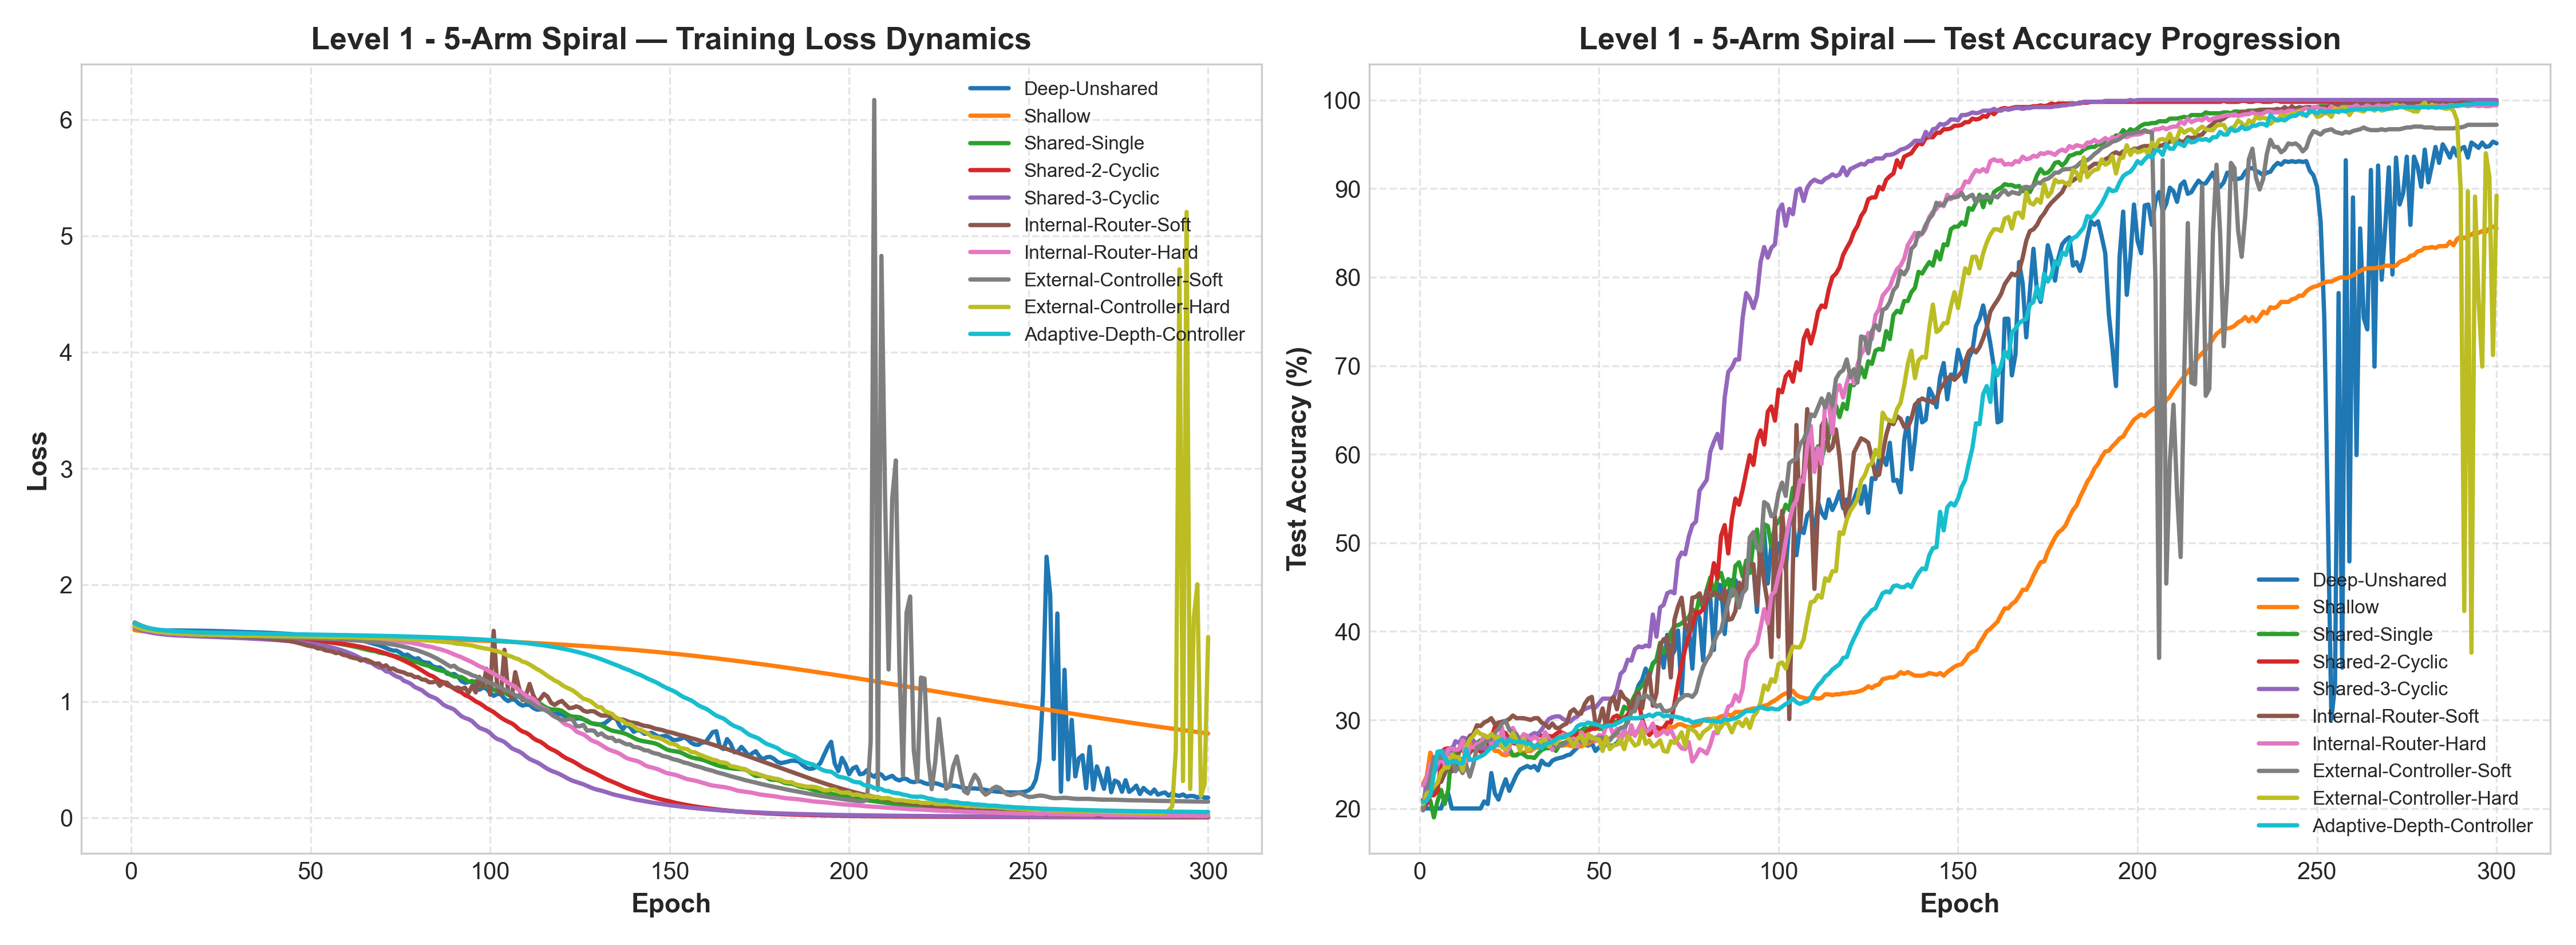 Level 1 - 5-Arm Spiral — Training Loss Dynamics
Loss
6
5
4
3
2
1
0
0 50 100 150 200 250 300
Epoch
Deep-Unshared
Shallow
Shared-Single
Shared-2-Cyclic
Shared-3-Cyclic
Internal-Router-Soft
Internal-Router-Hard
External-Controller-Soft
External-Controller-Hard
Adaptive-Depth-Controller
Level 1 - 5-Arm Spiral — Test Accuracy Progression
Test Accuracy (%)
100
90
80
70
60
50
40
30
20
0 50 100 150 200 250 300
Epoch
Deep-Unshared
Shallow
Shared-Single
Shared-2-Cyclic
Shared-3-Cyclic
Internal-Router-Soft
Internal-Router-Hard
External-Controller-Soft
External-Controller-Hard
Adaptive-Depth-Controller